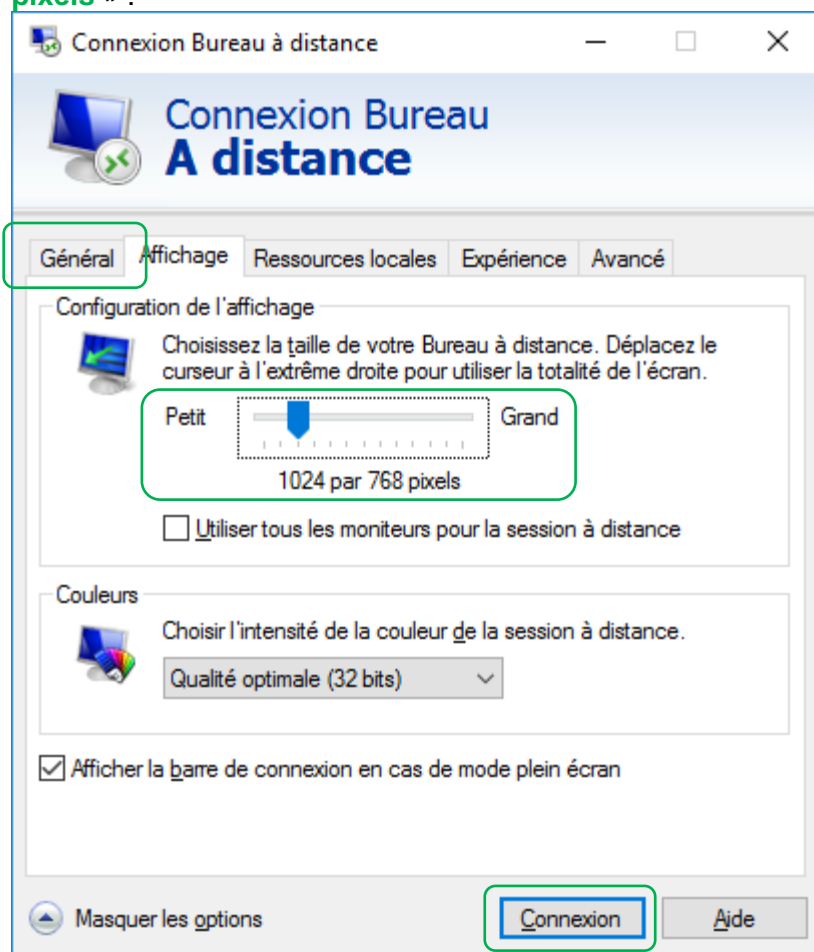 pixels » :
Connexion Bureau à distance
Connexion Bureau
A distance
Général Affichage Ressources locales Expérience Avancé
Configuration de l'affichage
Choisissez la taille de votre Bureau à distance. Déplacez le
curseur à l'extrême droite pour utiliser la totalité de l'écran.
Petit Grand
1024 par 768 pixels
Utiliser tous les moniteurs pour la session à distance
Couleurs
Choisir l'intensité de la couleur de la session à distance.
Qualité optimale (32 bits)
Afficher la barre de connexion en cas de mode plein écran
Masquer les options Connexion Aide